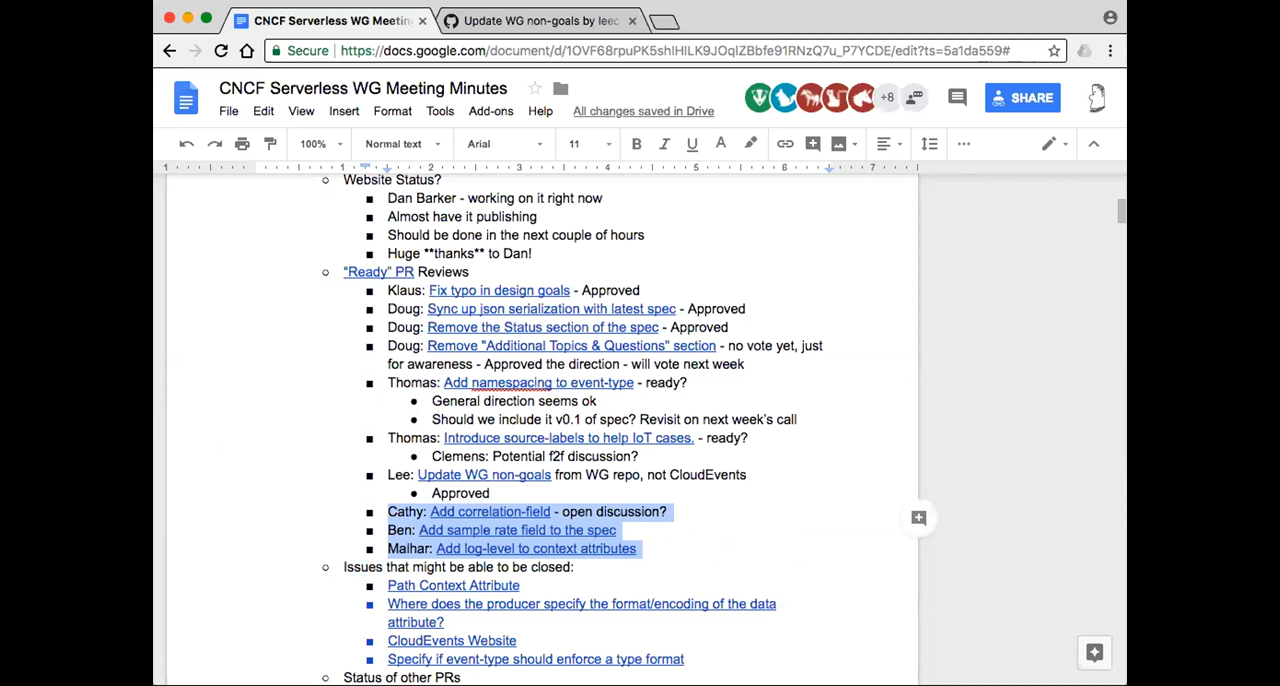 CNCF Serverless WG Meetin
Update WG non-goals by leec
Secure
https://docs.google.com/document/d/1OVF68rpuPK5shlHILK9JOqlZBbfe91RNzQ7u_P7YCDE/edit?ts=5a1da559#
CNCF Serverless WG Meeting Minutes
+8
SHARE
File Edit View Insert Format Tools Add-ons Help All changes saved in Drive
100% Normal text Arial 11 B I U A
1 1 2 3 4 5 6 7
Website Status?
Dan Barker - working on it right now
Almost have it publishing
Should be done in the next couple of hours
Huge **thanks** to Dan!
“Ready” PR Reviews
Klaus: Fix typo in design goals - Approved
Doug: Sync up json serialization with latest spec - Approved
Doug: Remove the Status section of the spec - Approved
Doug: Remove "Additional Topics & Questions" section - no vote yet, just
for awareness - Approved the direction - will vote next week
Thomas: Add namespacing to event-type - ready?
General direction seems ok
Should we include it v0.1 of spec? Revisit on next week’s call
Thomas: Introduce source-labels to help IoT cases. - ready?
Clemens: Potential f2f discussion?
Lee: Update WG non-goals from WG repo, not CloudEvents
Approved
Cathy: Add correlation-field - open discussion?
Ben: Add sample rate field to the spec
Malhar: Add log-level to context attributes
Issues that might be able to be closed:
Path Context Attribute
Where does the producer specify the format/encoding of the data
attribute?
CloudEvents Website
Specify if event-type should enforce a type format
Status of other PRs